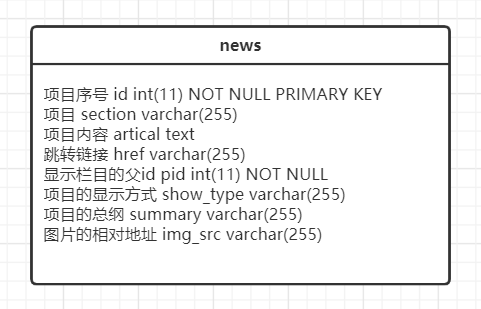 news
项目序号 id int(11) NOT NULL PRIMARY KEY
项目 section varchar(255)
项目内容 artical text
跳转链接 href varchar(255)
显示栏目的父id pid int(11) NOT NULL
项目的显示方式 show_type varchar(255)
项目的总纲 summary varchar(255)
图片的相对地址 img_src varchar(255)